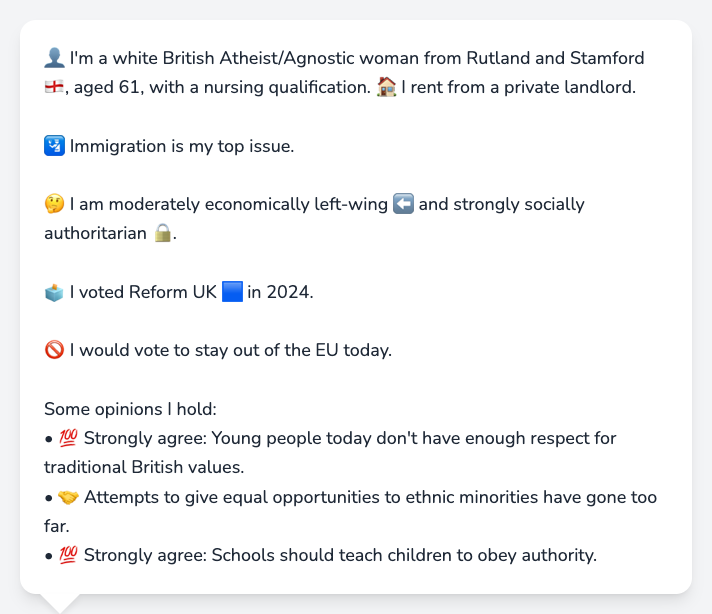 👤 I'm a white British Atheist/Agnostic woman from Rutland and Stamford
🏴󠁧󠁢󠁥󠁮󠁧󠁿, aged 61, with a nursing qualification. 🏠 I rent from a private landlord.
🛂 Immigration is my top issue.
🤔 I am moderately economically left-wing ⬅️ and strongly socially
authoritarian 🔒.
🗳️ I voted Reform UK 🟦 in 2024.
🚫 I would vote to stay out of the EU today.
Some opinions I hold:
• 💯 Strongly agree: Young people today don't have enough respect for
traditional British values.
• 🤝 Attempts to give equal opportunities to ethnic minorities have gone too
far.
• 💯 Strongly agree: Schools should teach children to obey authority.